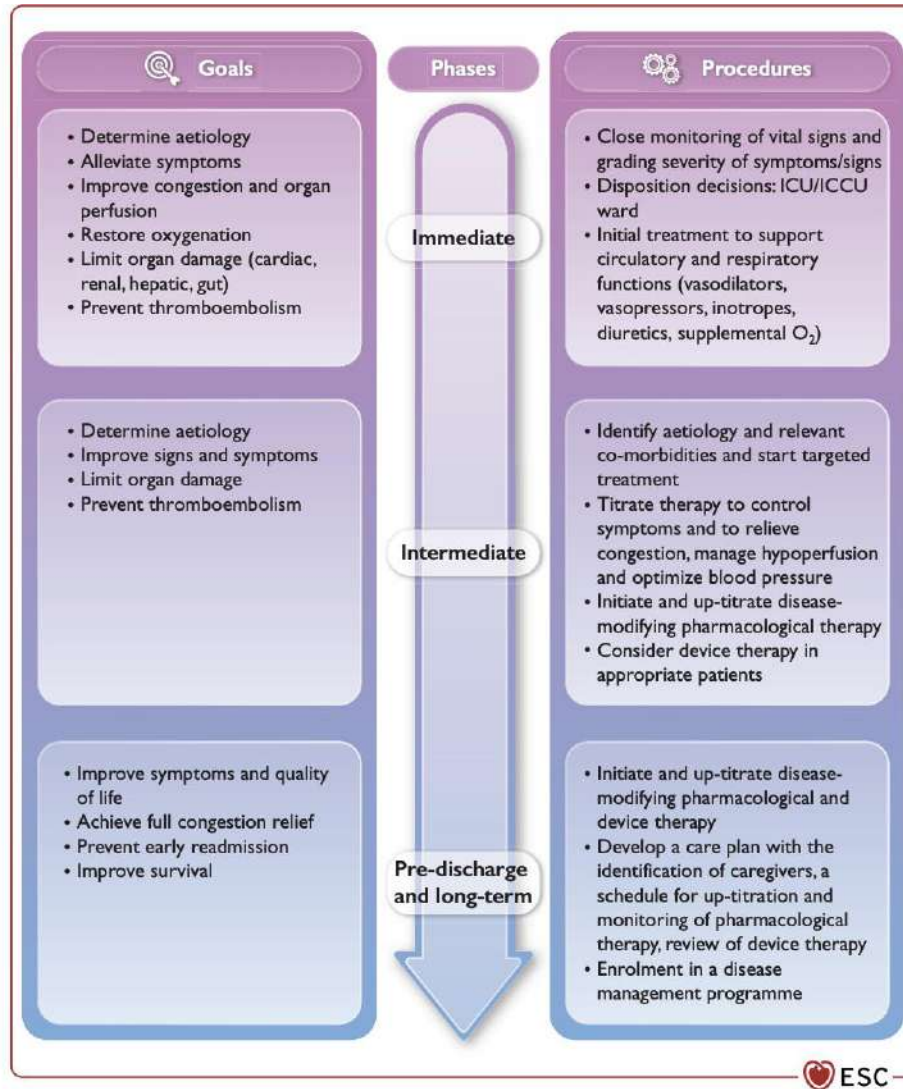 Goals
Phases
Procedures
• Determine aetiology
• Alleviate symptoms
• Improve congestion and organ
perfusion
• Restore oxygenation
• Limit organ damage (cardiac,
renal, hepatic, gut)
• Prevent thromboembolism
Immediate
• Close monitoring of vital signs and
grading severity of symptoms/signs
• Disposition decisions: ICU/ICCU
ward
• Initial treatment to support
circulatory and respiratory
functions (vasodilators,
vasopressors, inotropes,
diuretics, supplemental O₂)
• Determine aetiology
• Improve signs and symptoms
• Limit organ damage
• Prevent thromboembolism
Intermediate
• Identify aetiology and relevant
co-morbidities and start targeted
treatment
• Titrate therapy to control
symptoms and to relieve
congestion, manage hypoperfusion
and optimize blood pressure
• Initiate and up-titrate disease-
modifying pharmacological therapy
• Consider device therapy in
appropriate patients
• Improve symptoms and quality
of life
• Achieve full congestion relief
• Prevent early readmission
• Improve survival
Pre-discharge
and long-term
• Initiate and up-titrate disease-
modifying pharmacological and
device therapy
• Develop a care plan with the
identification of caregivers, a
schedule for up-titration and
monitoring of pharmacological
therapy, review of device therapy
• Enrolment in a disease
management programme
ESC